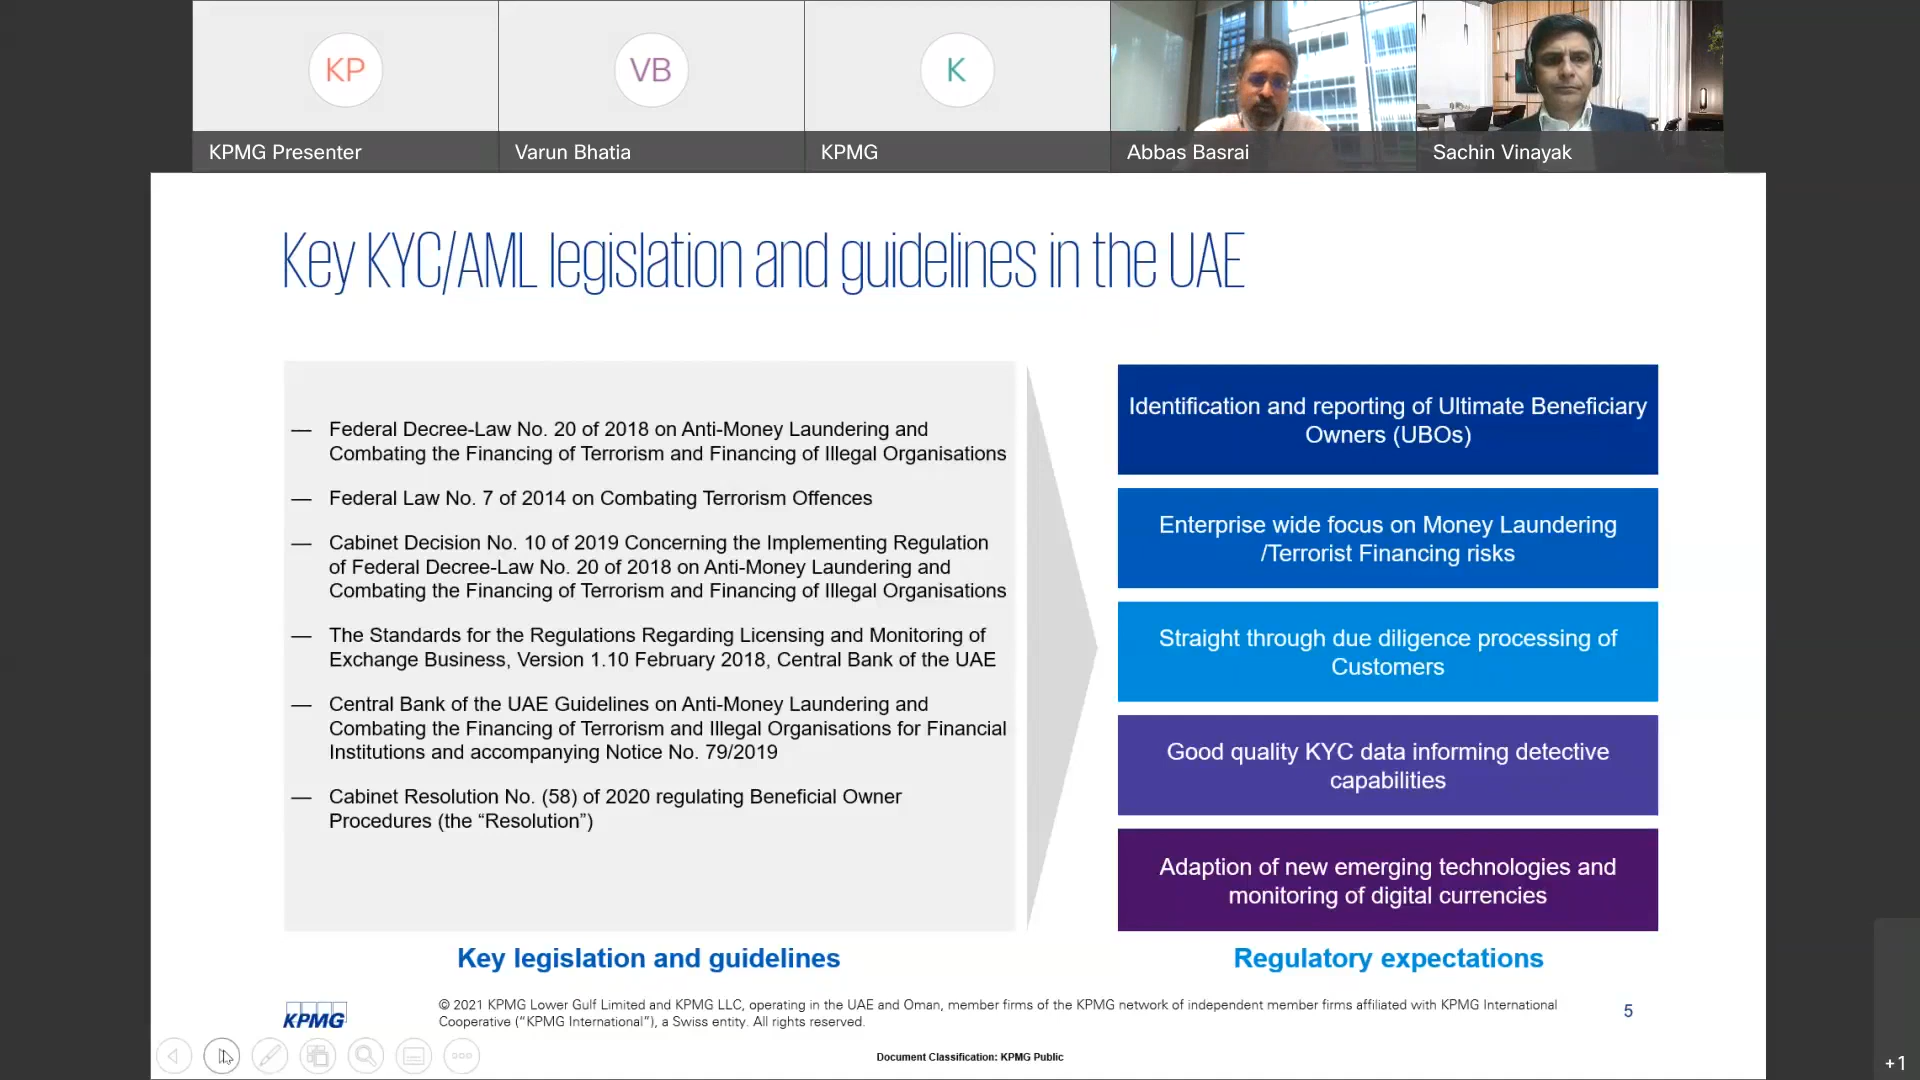 KP
VB
K
KPMG Presenter
Varun Bhatia
KPMG
Abbas Basrai
Sachin Vinayak
Key KYC/AML legislation and guidelines in the UAE
— Federal Decree-Law No. 20 of 2018 on Anti-Money Laundering and
Combating the Financing of Terrorism and Financing of Illegal Organisations
— Federal Law No. 7 of 2014 on Combating Terrorism Offences
— Cabinet Decision No. 10 of 2019 Concerning the Implementing Regulation
of Federal Decree-Law No. 20 of 2018 on Anti-Money Laundering and
Combating the Financing of Terrorism and Financing of Illegal Organisations
— The Standards for the Regulations Regarding Licensing and Monitoring of
Exchange Business, Version 1.10 February 2018, Central Bank of the UAE
— Central Bank of the UAE Guidelines on Anti-Money Laundering and
Combating the Financing of Terrorism and Illegal Organisations for Financial
Institutions and accompanying Notice No. 79/2019
— Cabinet Resolution No. (58) of 2020 regulating Beneficial Owner
Procedures (the “Resolution”)
Key legislation and guidelines
Identification and reporting of Ultimate Beneficiary
Owners (UBOs)
Enterprise wide focus on Money Laundering
/Terrorist Financing risks
Straight through due diligence processing of
Customers
Good quality KYC data informing detective
capabilities
Adaption of new emerging technologies and
monitoring of digital currencies
Regulatory expectations
KPMG
© 2021 KPMG Lower Gulf Limited and KPMG LLC, operating in the UAE and Oman, member firms of the KPMG network of independent member firms affiliated with KPMG International
Cooperative (“KPMG International”), a Swiss entity. All rights reserved.
5
Document Classification: KPMG Public
+1